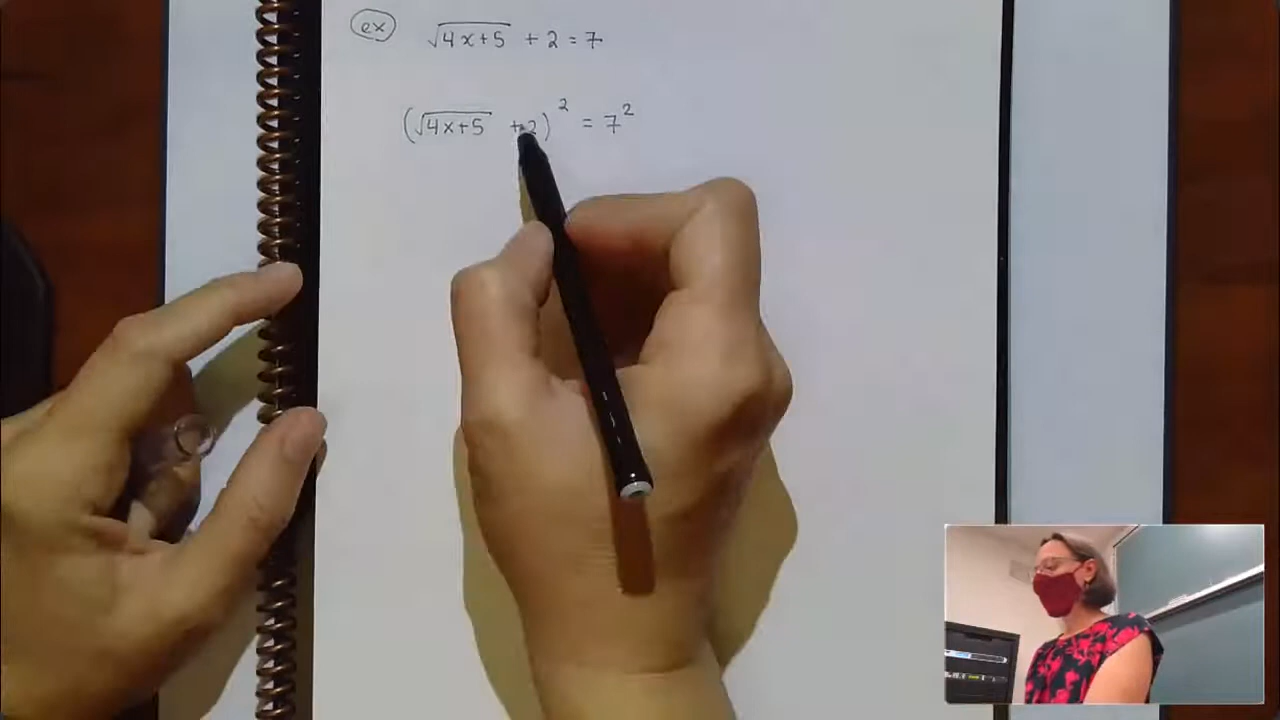 ex √4x+5 + 2 = 7
(√4x+5 + 2)² = 7²